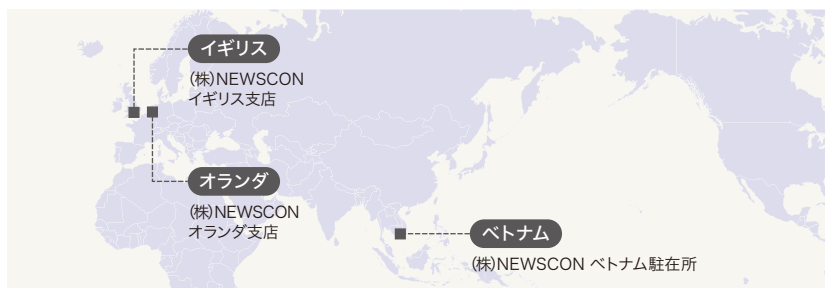 イギリス
(株)NEWSCON
イギリス支店
オランダ
(株)NEWSCON
オランダ支店
ベトナム
(株)NEWSCON ベトナム駐在所